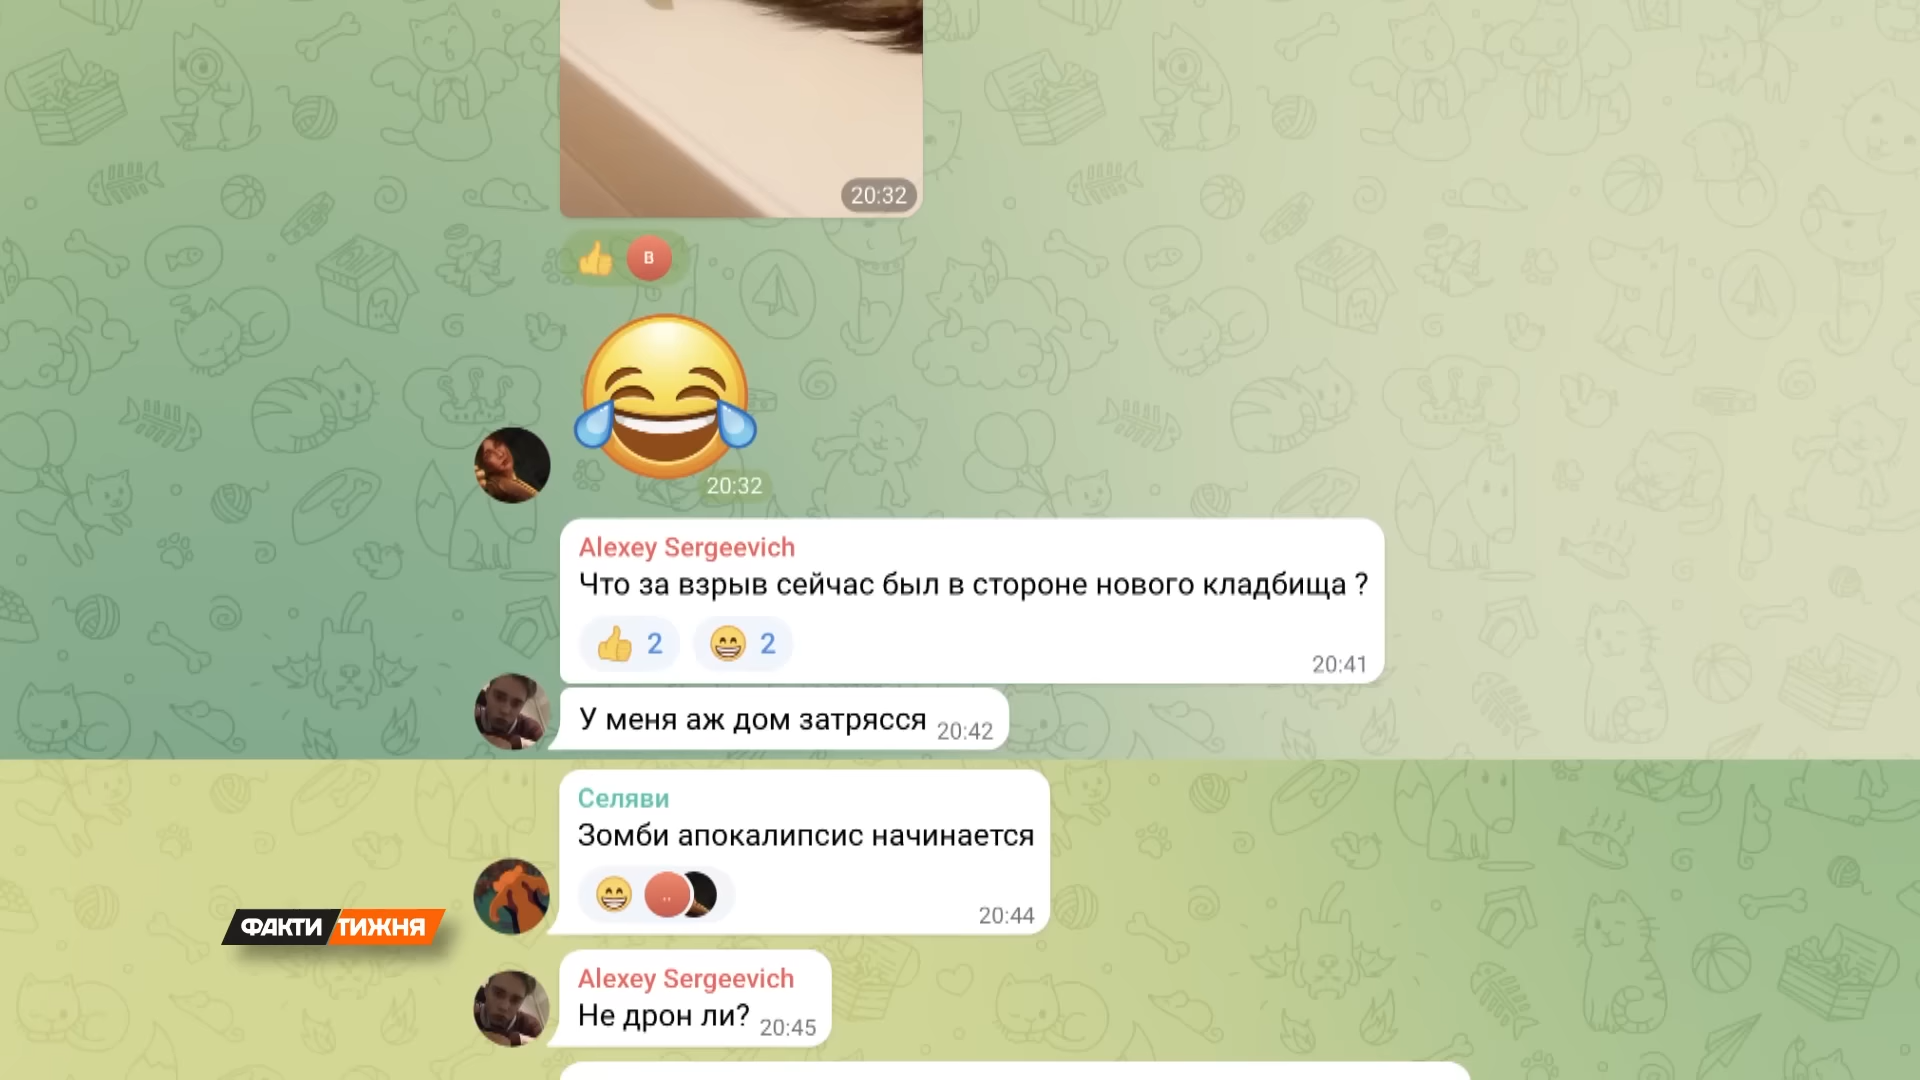 20:32
B
20:32
Alexey Sergeevich
Что за взрыв сейчас был в стороне нового кладбища ?
2 2
20:41
У меня аж дом затрясся 20:42
Селяви
Зомби апокалипсис начинается
20:44
ФАКТИ ТИЖНЯ
Alexey Sergeevich
Не дрон ли? 20:45